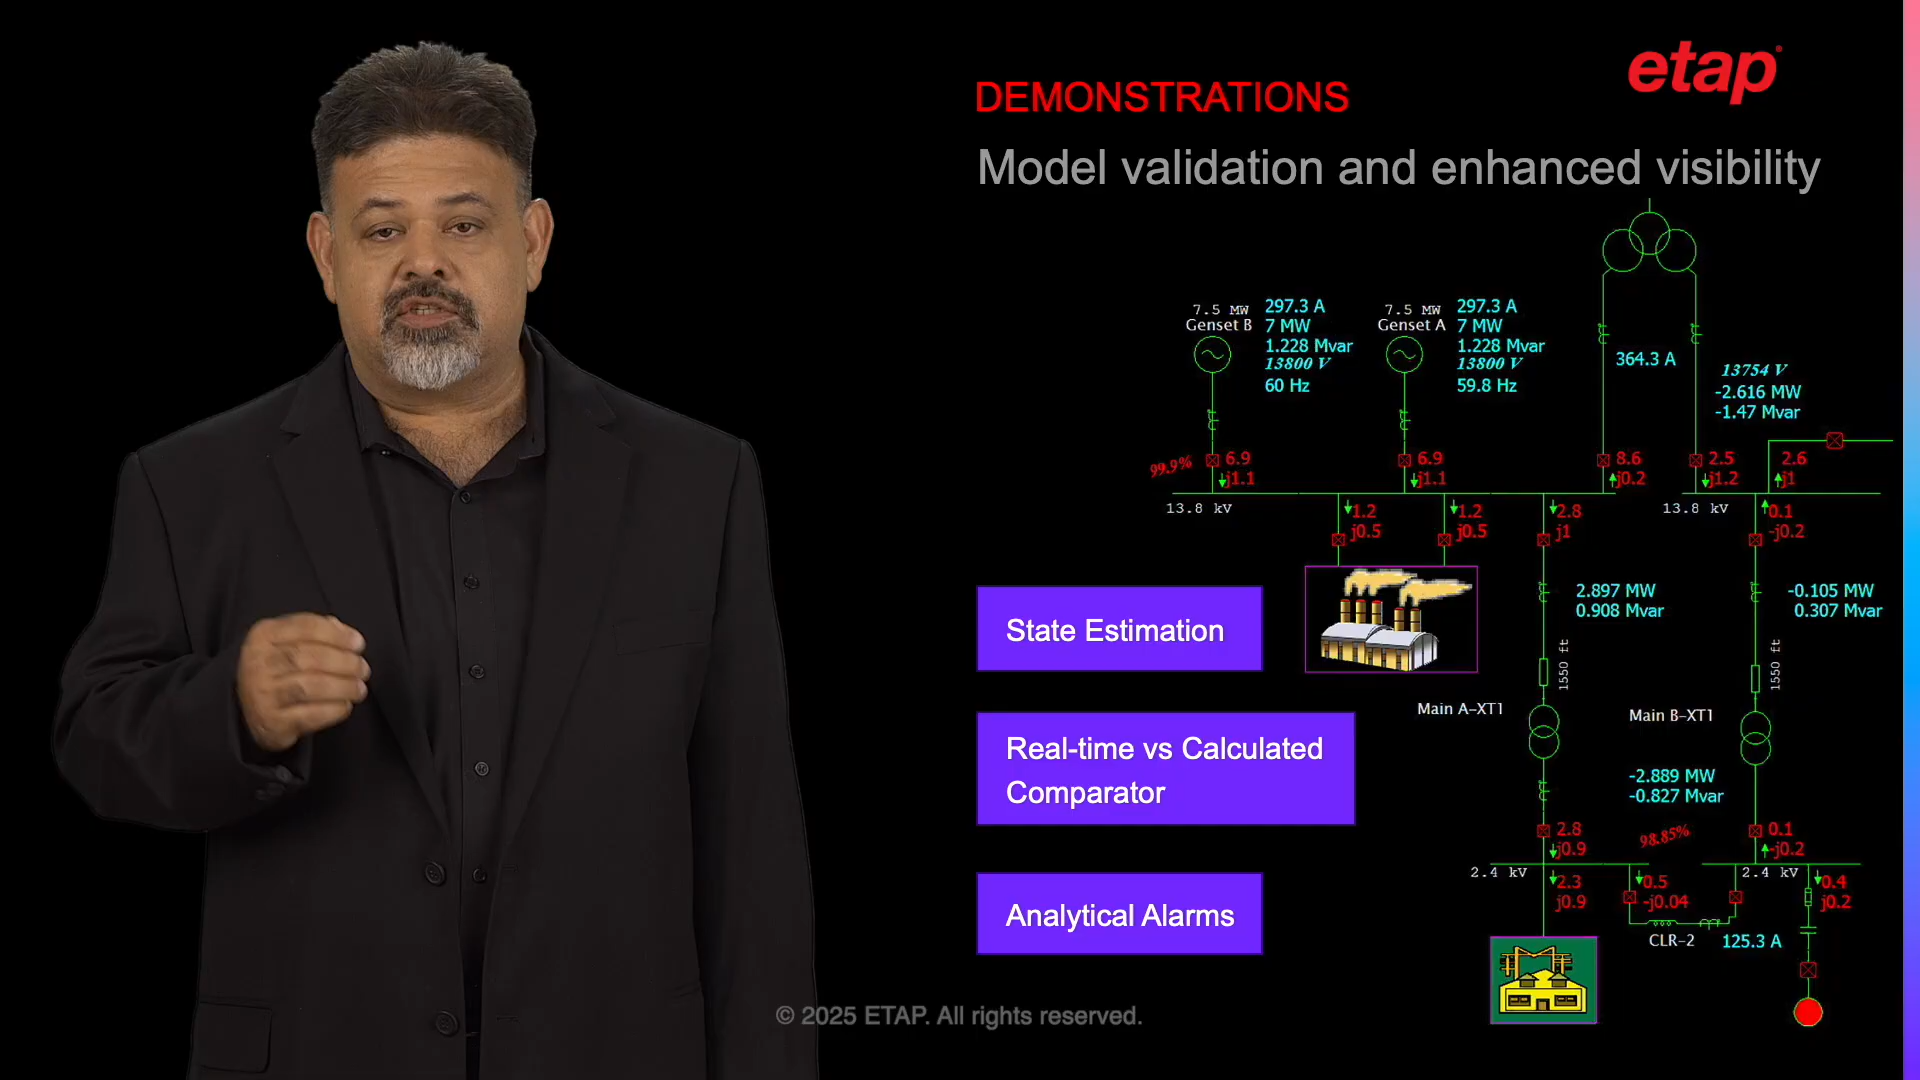 etap
DEMONSTRATIONS
Model validation and enhanced visibility
7.5 MW
Genset B
297.3 A
7 MW
1.228 Mvar
13800 V
60 Hz
7.5 MW
Genset A
297.3 A
7 MW
1.228 Mvar
13800 V
59.8 Hz
364.3 A
13754 V
-2.616 MW
-1.47 Mvar
99.9%
6.9
j1.1
6.9
j1.1
8.6
j0.2
2.5
j1.2
2.6
j1
13.8 kV
13.8 kV
1.2
j0.5
1.2
j0.5
2.8
j1
0.1
-j0.2
2.897 MW
0.908 Mvar
-0.105 MW
0.307 Mvar
State Estimation
1550 ft
1550 ft
Main A-XT1
Main B-XT1
Real-time vs Calculated
Comparator
-2.889 MW
-0.827 Mvar
98.85%
2.8
j0.9
0.1
-j0.2
2.4 kV
2.4 kV
2.3
j0.9
0.5
-j0.04
0.4
j0.2
Analytical Alarms
CLR-2
125.3 A
© 2025 ETAP. All rights reserved.